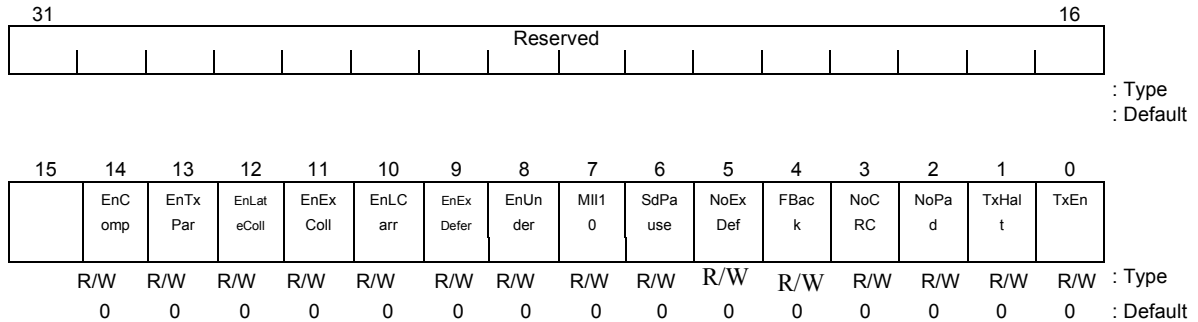 31 16
Reserved
: Type
: Default
15 14 13 12 11 10 9 8 7 6 5 4 3 2 1 0
EnC EnTx EnLat EnEx EnLC EnEx EnUn MII1 SdPa NoEx FBac NoC NoPa TxHal TxEn
omp Par eColl Coll arr Defer der 0 use Def k RC d t
R/W R/W R/W R/W R/W R/W R/W R/W R/W R/W R/W R/W R/W R/W R/W : Type
0 0 0 0 0 0 0 0 0 0 0 0 0 0 0 : Default